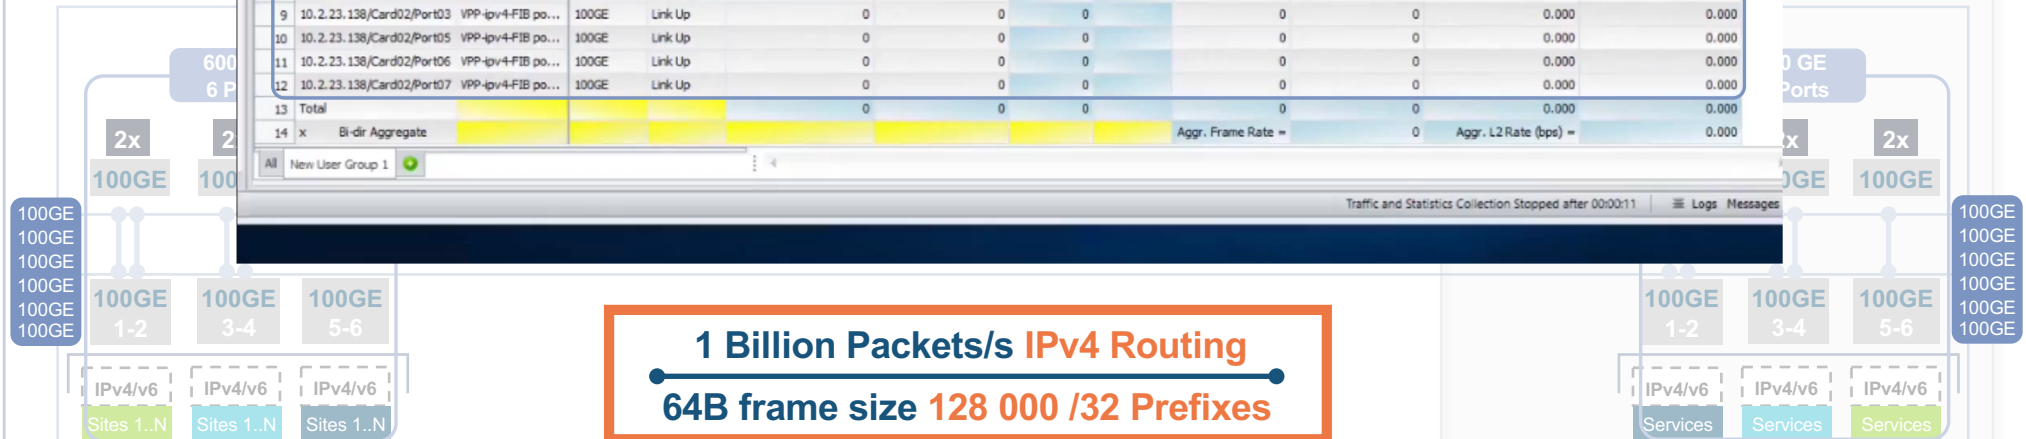 9 10.2.23.138/Card02/Port03 VPP-ipv4-FIB po... 100GE Link Up 0 0 0 0 0 0.000 0.000
10 10.2.23.138/Card02/Port05 VPP-ipv4-FIB po... 100GE Link Up 0 0 0 0 0 0.000 0.000
11 10.2.23.138/Card02/Port06 VPP-ipv4-FIB po... 100GE Link Up 0 0 0 0 0 0.000 0.000
12 10.2.23.138/Card02/Port07 VPP-ipv4-FIB po... 100GE Link Up 0 0 0 0 0 0.000 0.000
13 Total 0 0 0 0 0 0.000 0.000
14 x Bi-dir Aggregate Aggr. Frame Rate = 0 Aggr. L2 Rate (bps) = 0.000
All New User Group 1
Traffic and Statistics Collection Stopped after 00:00:11 Logs Messages
600 GE
6 P Ports
2x 2 x 2x
100GE 100 0GE 100GE
100GE 100GE
100GE 100GE
100GE 100GE
100GE 100GE
100GE 100GE
100GE 100GE
100GE 100GE 100GE 100GE 100GE 100GE
1-2 3-4 5-6 1-2 3-4 5-6
1 Billion Packets/s IPv4 Routing
64B frame size 128 000 /32 Prefixes
IPv4/v6 IPv4/v6 IPv4/v6 IPv4/v6 IPv4/v6 IPv4/v6
Sites 1..N Sites 1..N Sites 1..N Services Services Services